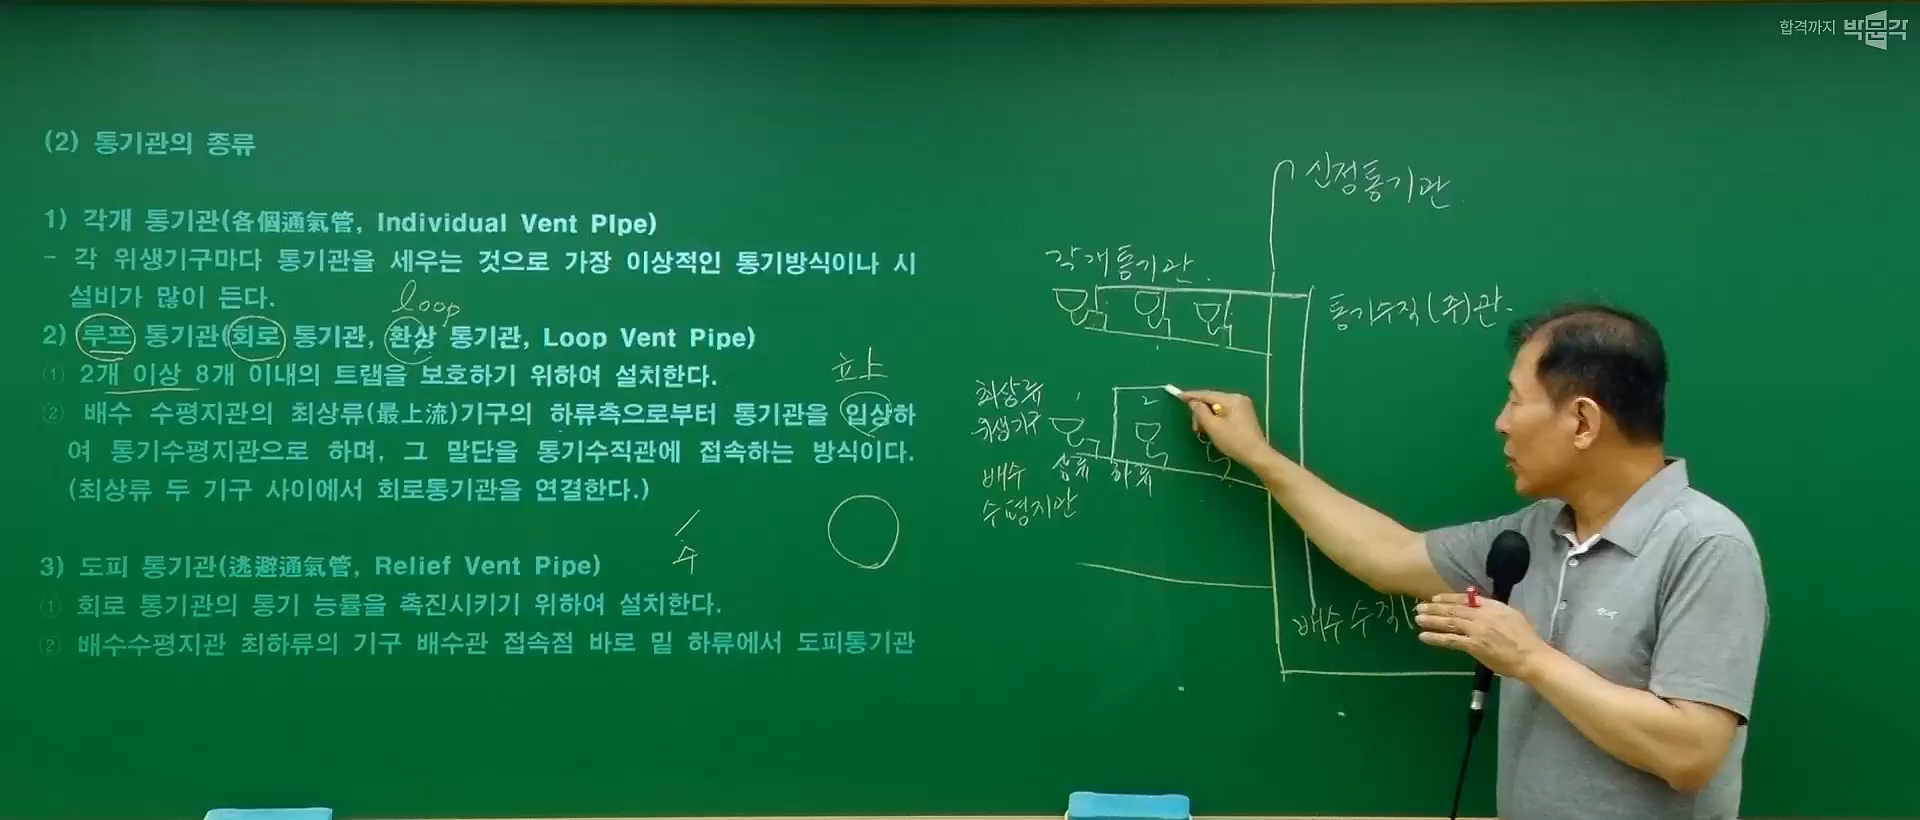 합격까지 박문각
(2) 통기관의 종류
1) 각개 통기관(各個通氣管, Individual Vent PIpe)
- 각 위생기구마다 통기관을 세우는 것으로 가장 이상적인 통기방식이나 시
설비가 많이 든다.
loop
2) 루프 통기관(회로 통기관, 환상 통기관, Loop Vent Pipe)
① 2개 이상 8개 이내의 트랩을 보호하기 위하여 설치한다.
② 배수 수평지관의 최상류(最上流)기구의 하류측으로부터 통기관을 입상하
여 통기수평지관으로 하며, 그 말단을 통기수직관에 접속하는 방식이다.
(최상류 두 기구 사이에서 회로통기관을 연결한다.)
수
3) 도피 통기관(逃避通氣管, Relief Vent Pipe)
① 회로 통기관의 통기 능률을 촉진시키기 위하여 설치한다.
② 배수수평지관 최하류의 기구 배수관 접속점 바로 밑 하류에서 도피통기관
立上
신정통기관
각개통기관
통기수직(주)관
최상류
위생기구
1
2
배수
수평지관
상류
하류
배수수직(